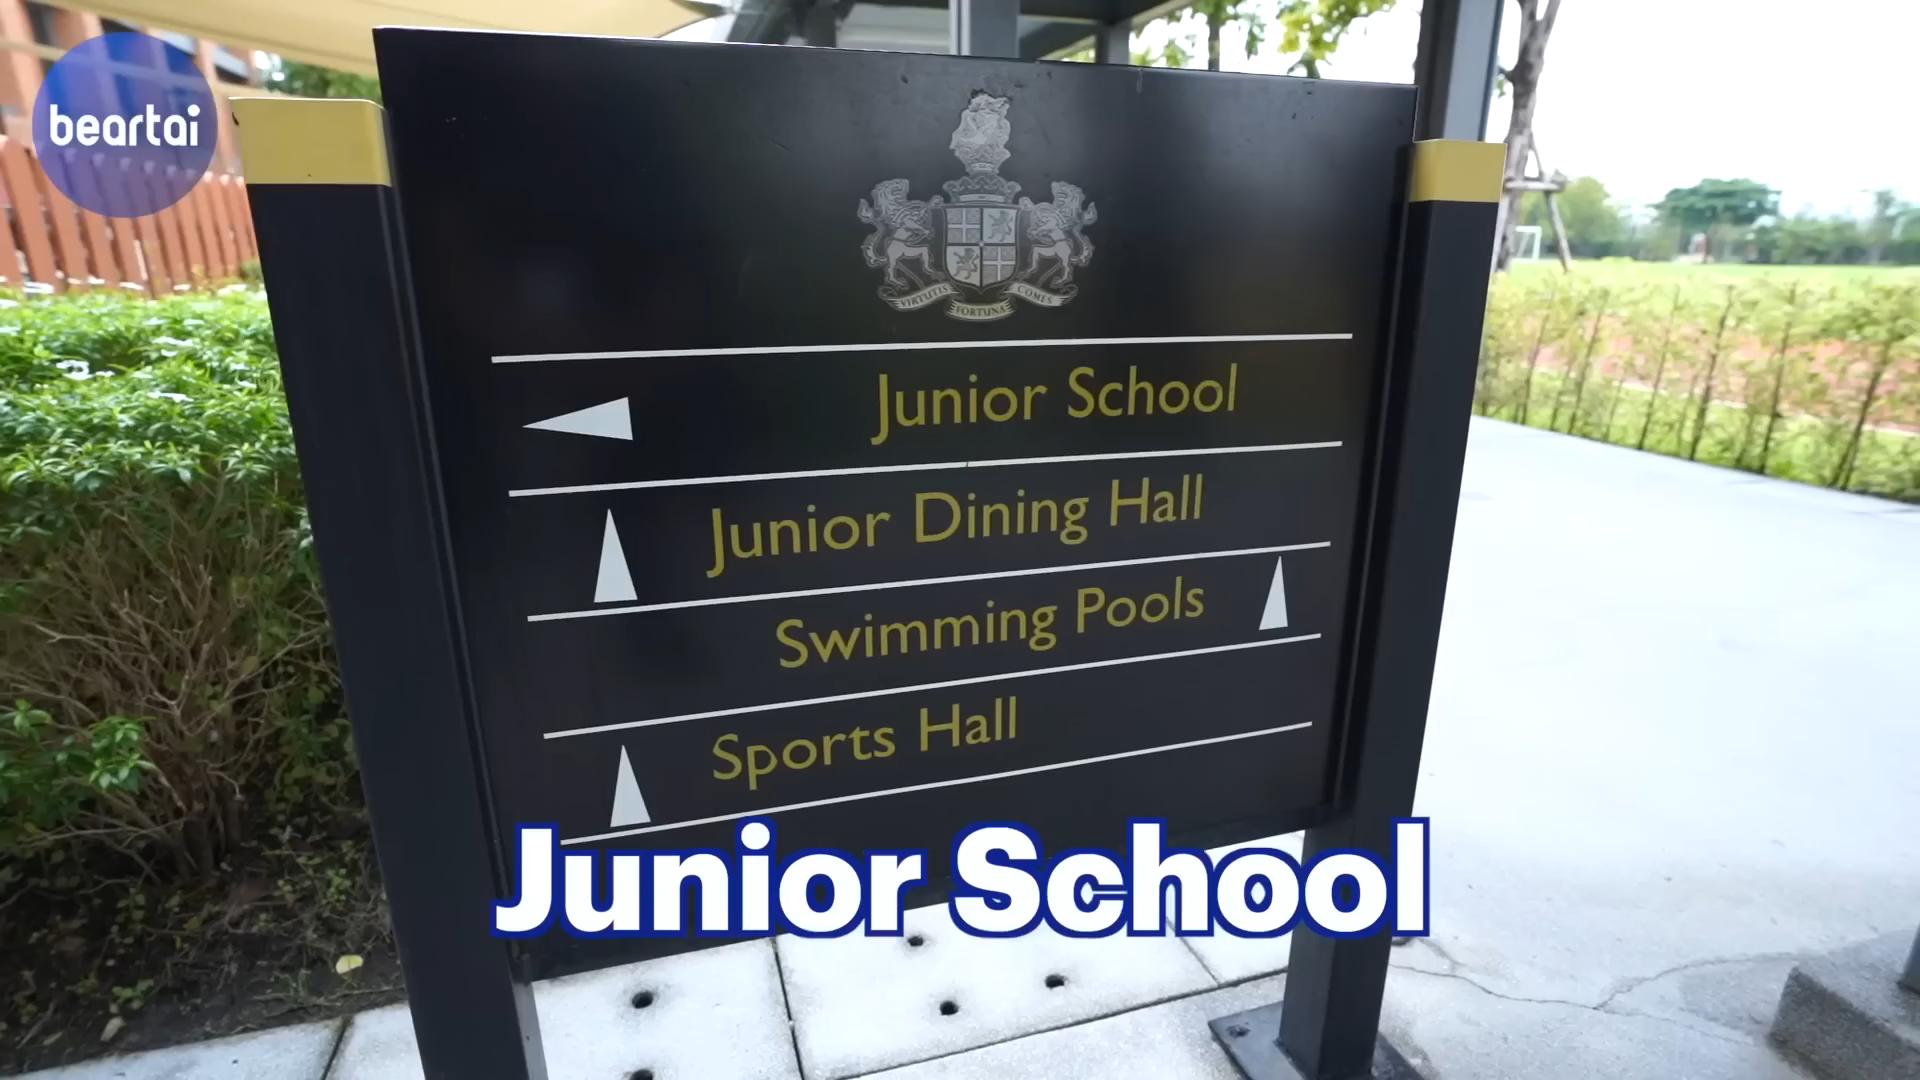 beartai
VIRTUTIS FORTUNA COMES
Junior School
Junior Dining Hall
Swimming Pools
Sports Hall
Junior School